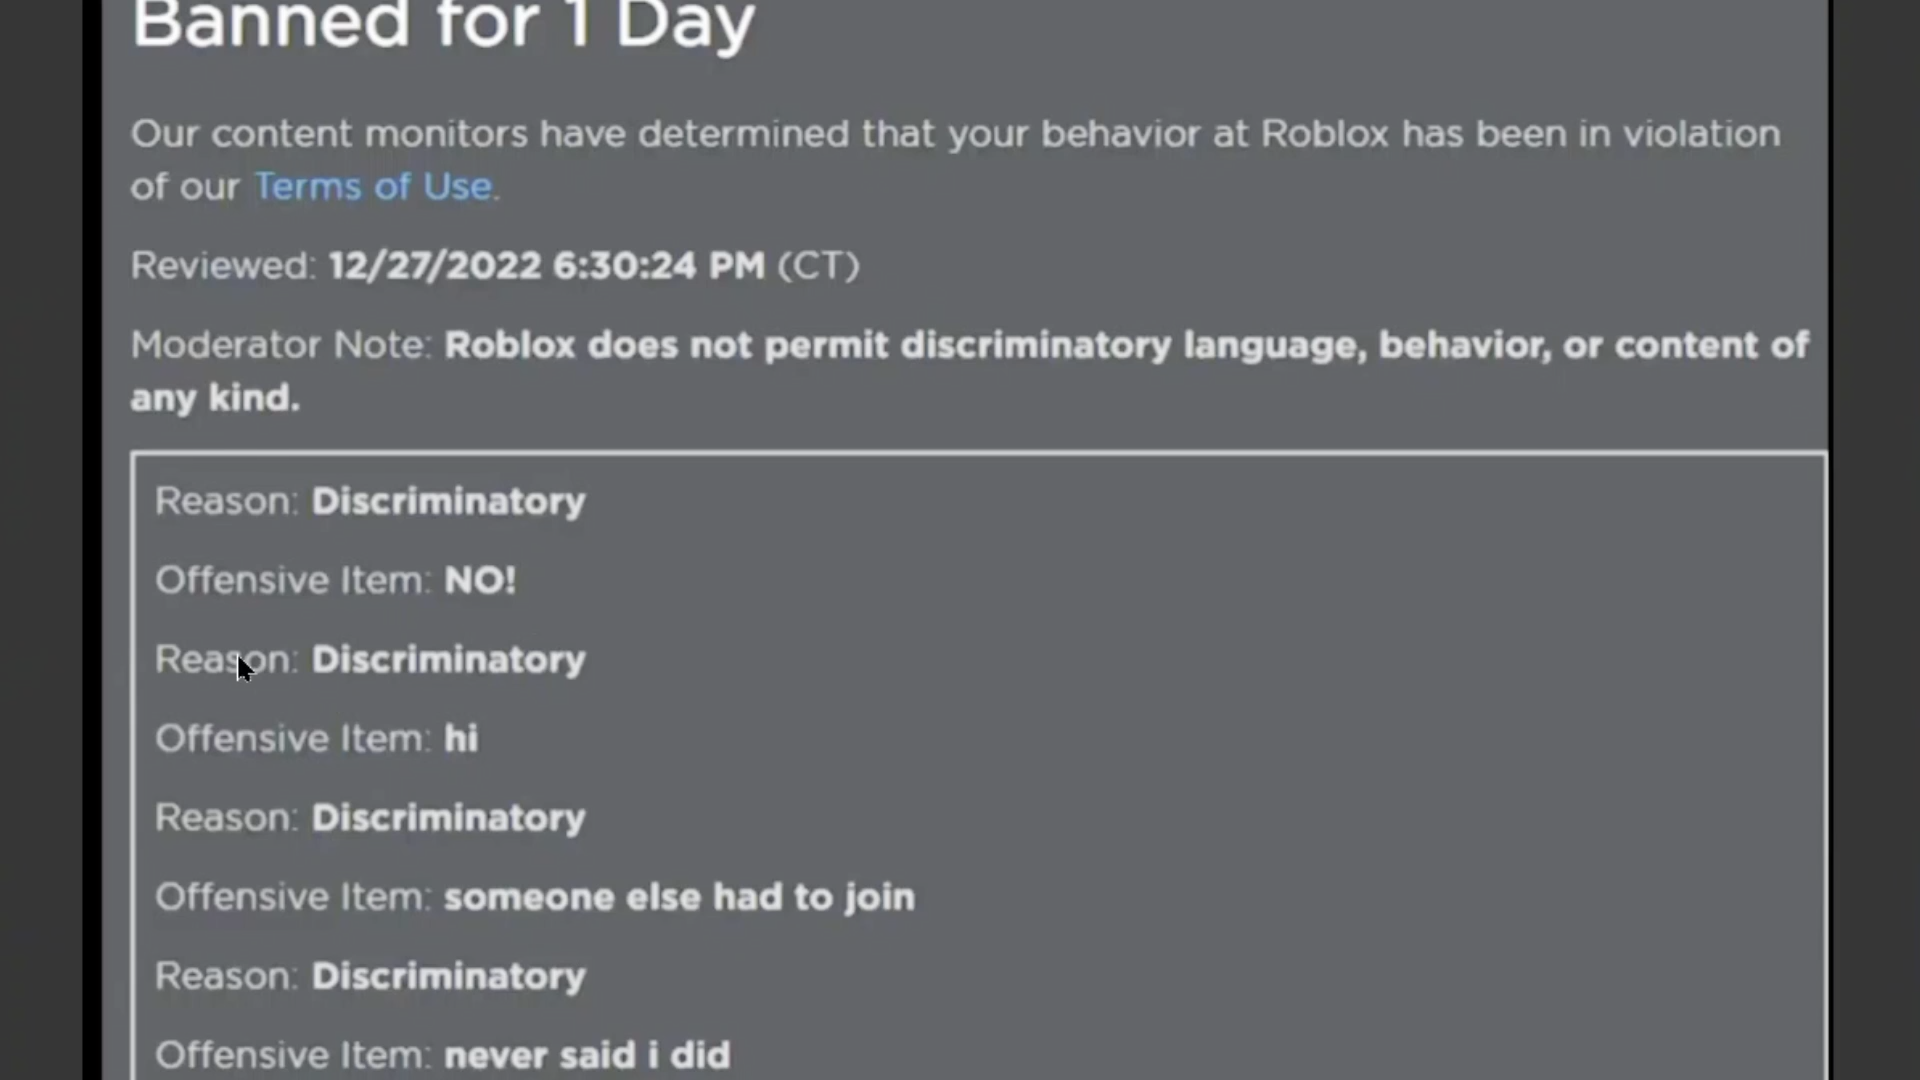 Banned for 1 Day
Our content monitors have determined that your behavior at Roblox has been in violation
of our Terms of Use.
Reviewed: 12/27/2022 6:30:24 PM (CT)
Moderator Note: Roblox does not permit discriminatory language, behavior, or content of
any kind.
Reason: Discriminatory
Offensive Item: NO!
Reason: Discriminatory
Offensive Item: hi
Reason: Discriminatory
Offensive Item: someone else had to join
Reason: Discriminatory
Offensive Item: never said i did